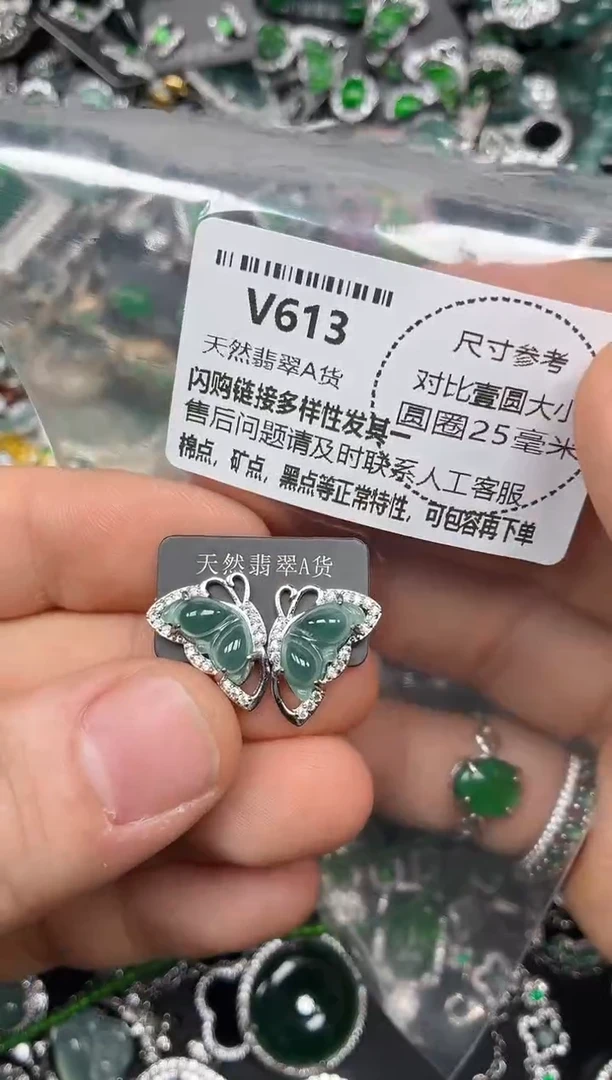 V613
天然翡翠A货
尺寸参考
对比壹圆大小
圆圈25毫米
闪购链接多样性发其一
售后问题请及时联系人工客服
棉点，矿点，黑点等正常特性，可包容再下单
天然翡翠A货